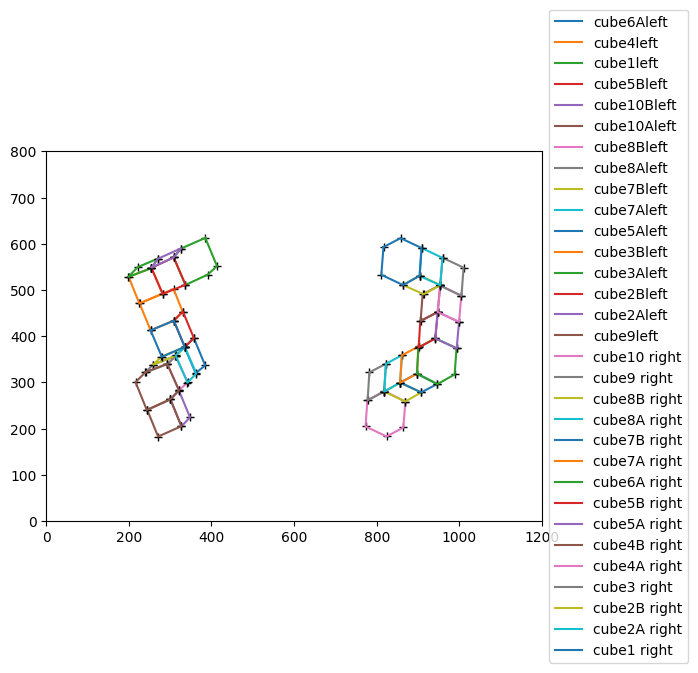 cube6Aleft
cube4left
cube1left
cube5Bleft
cube10Bleft
cube10Aleft
cube8Bleft
cube8Aleft
cube7Bleft
cube7Aleft
cube5Aleft
cube3Bleft
cube3Aleft
cube2Bleft
cube2Aleft
cube9left
cube10 right
cube9 right
cube8B right
cube8A right
cube7B right
cube7A right
cube6A right
cube5B right
cube5A right
cube4B right
cube4A right
cube3 right
cube2B right
cube2A right
cube1 right
800
700
600
500
400
300
200
100
0
0 200 400 600 800 1000 1200